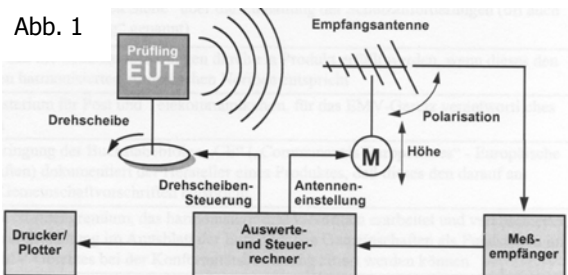 Abb. 1
Prüfling
EUT
Empfangsantenne
Drehscheibe
Polarisation
M
Höhe
Drehscheiben-
Steuerung
Antennen-
einstellung
Drucker/
Plotter
Auswerte-
und Steuer-
rechner
Meß-
empfänger